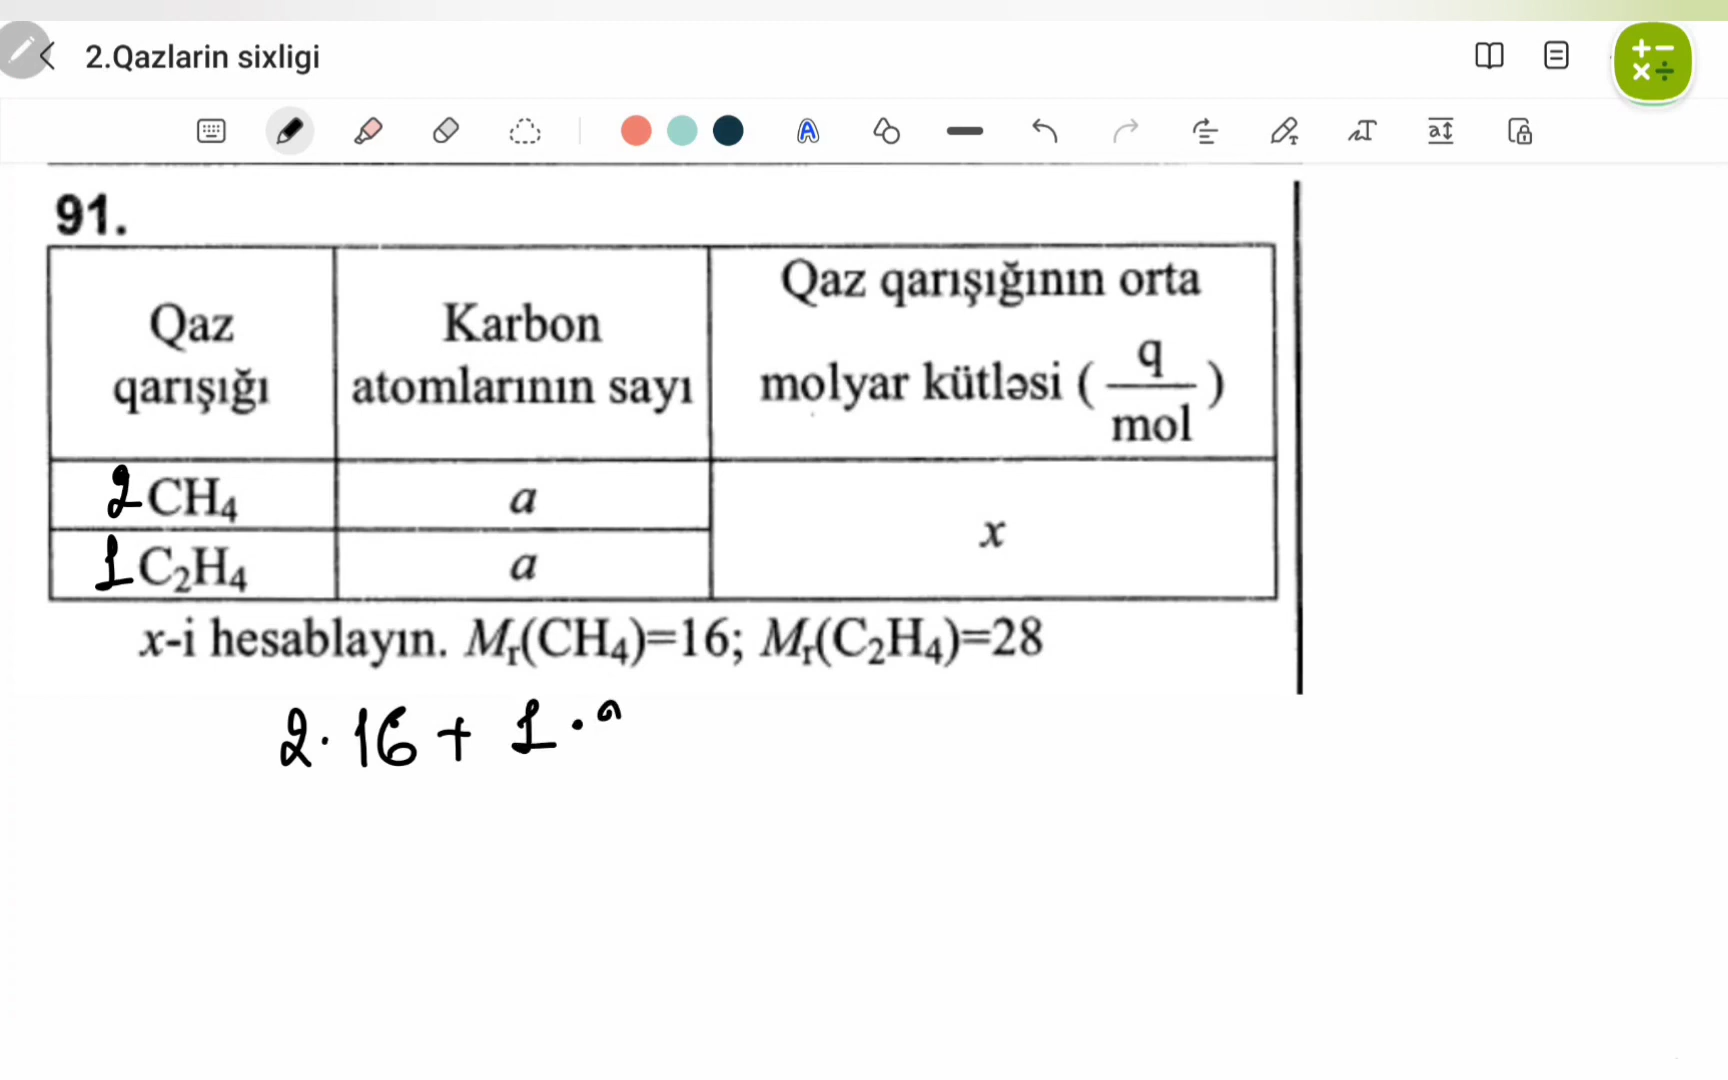 2.Qazlarin sixligi
91.
Qaz qarışığı
Karbon atomlarının sayı
Qaz qarışığının orta molyar kütləsi ( q/mol )
2CH₄
a
x
1C₂H₄
a
x-i hesablayın. Mᵣ(CH₄)=16; Mᵣ(C₂H₄)=28
2·16 + 1·